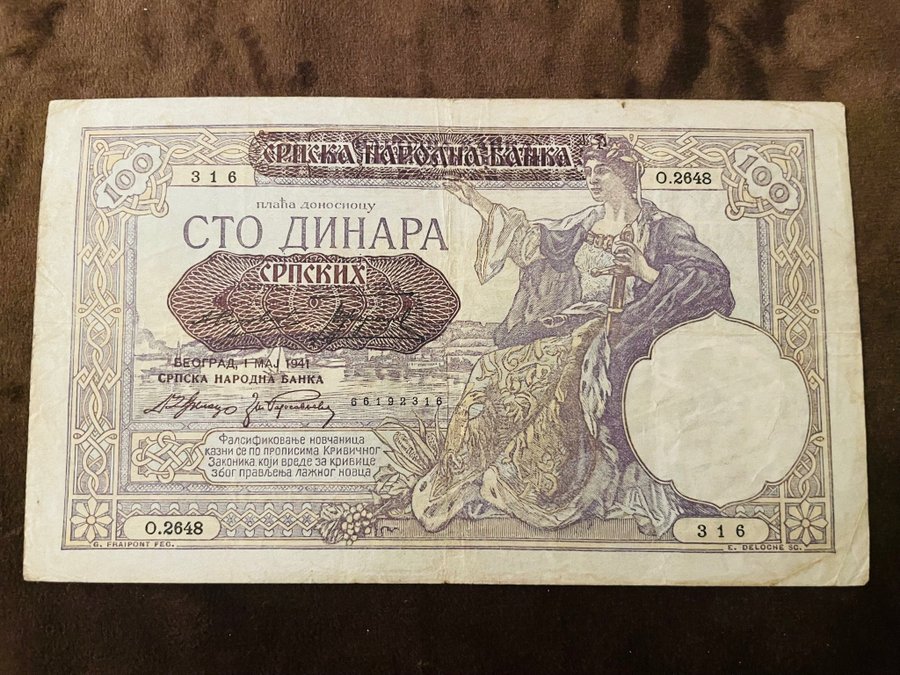 СРПСКА НАРОДНА БАНКА
100
316
О.2648
100
плаћа доносиоцу
СТО ДИНАРА
СРПСКИХ
БЕОГРАД, 1 МАЈ 1941
СРПСКА НАРОДНА БАНКА
66192316
Фалсификовање новчаница
казни се по прописима Кривичног
Законика који вреде за кривице
због прављења лажног новца
О.2648
316
G. FRAIPONT FEC.
E. DELOCHE SC.